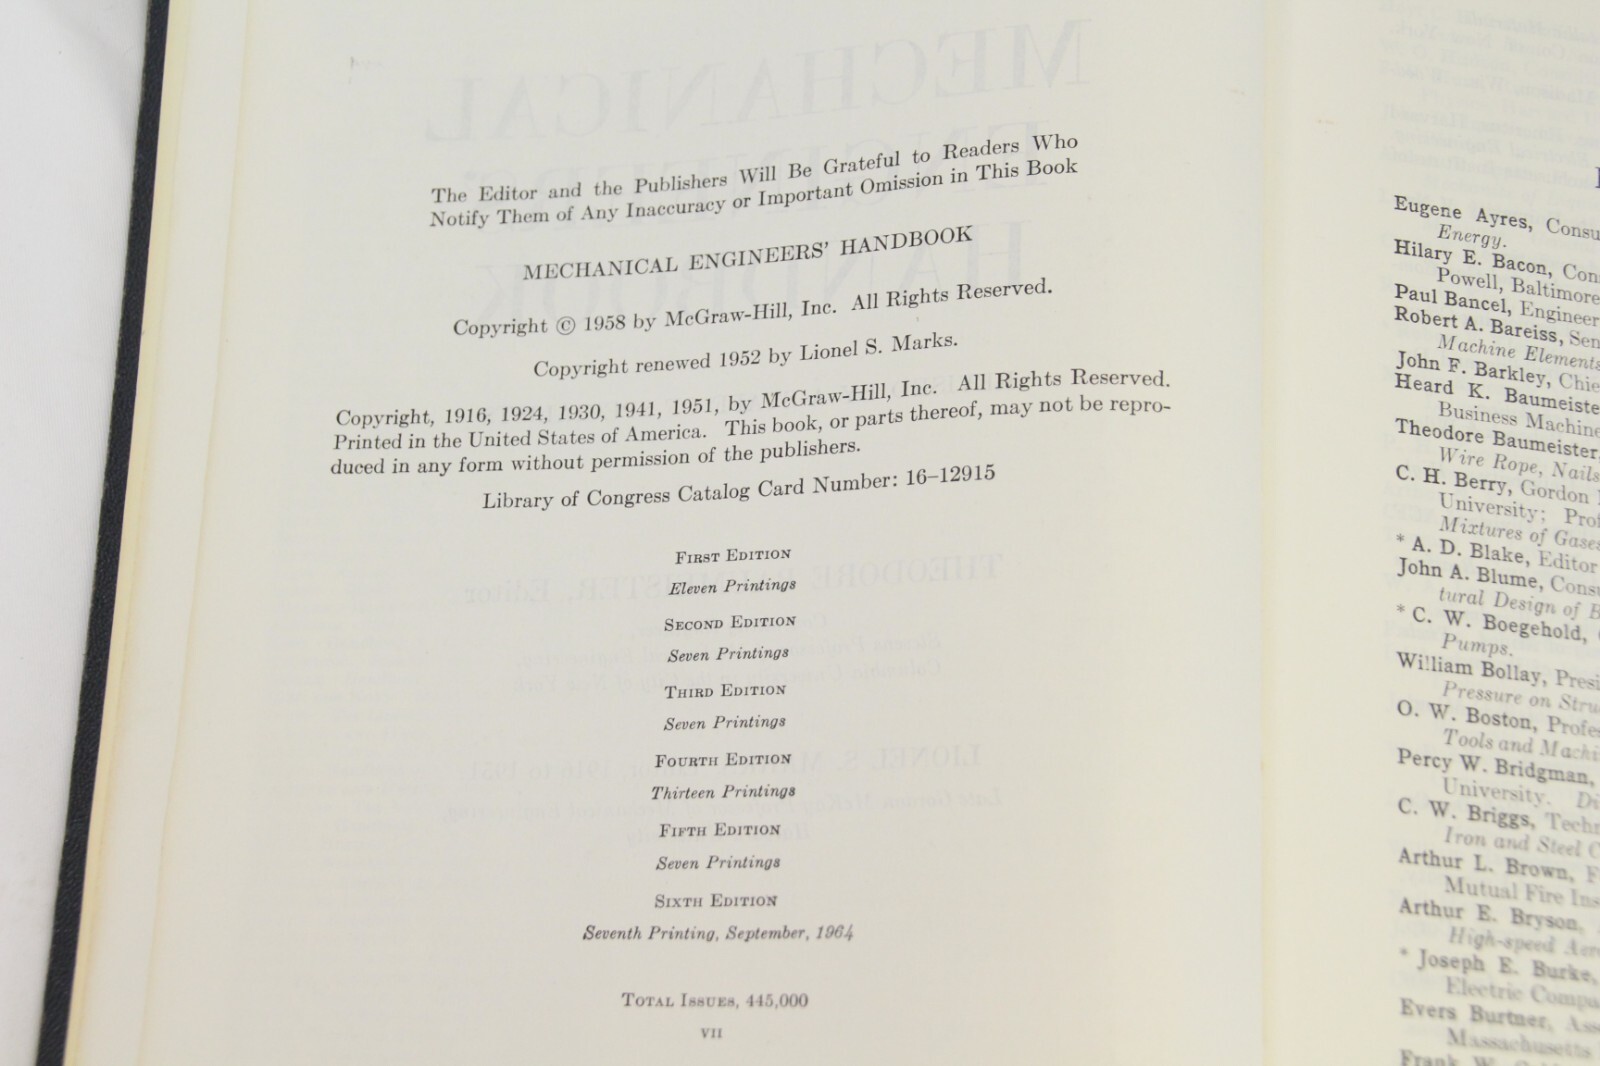 The Editor and the Publishers Will Be Grateful to Readers Who
Notify Them of Any Inaccuracy or Important Omission in This Book
MECHANICAL ENGINEERS' HANDBOOK
Copyright © 1958 by McGraw-Hill, Inc. All Rights Reserved.
Copyright renewed 1952 by Lionel S. Marks.
Copyright, 1916, 1924, 1930, 1941, 1951, by McGraw-Hill, Inc. All Rights Reserved.
Printed in the United States of America. This book, or parts thereof, may not be repro-
duced in any form without permission of the publishers.
Library of Congress Catalog Card Number: 16-12915
First Edition
Eleven Printings
Second Edition
Seven Printings
Third Edition
Seven Printings
Fourth Edition
Thirteen Printings
Fifth Edition
Seven Printings
Sixth Edition
Seventh Printing, September, 1964
Total Issues, 445,000
VII
Eugene Ayres, Consu
Energy.
Hilary E. Bacon, Con
Powell, Baltimore
Paul Bancel, Engineer
Robert A. Bareiss, Sen
Machine Elements
John F. Barkley, Chie
Heard K. Baumeiste
Business Machine
Theodore Baumeister,
Wire Rope, Nails
C. H. Berry, Gordon
University; Prof
Mixtures of Gases
* A. D. Blake, Editor
John A. Blume, Consu
tural Design of B
* C. W. Boegehold,
Pumps.
William Bollay, Presi
Pressure on Stru
O. W. Boston, Profes
Tools and Machi
Percy W. Bridgman,
University. Di
C. W. Briggs, Techn
Iron and Steel C
Arthur L. Brown, F
Mutual Fire Ins
Arthur E. Bryson,
High-speed Aer
* Joseph E. Burke,
Electric Compa
Evers Burtner, Ass
Massachusetts
Frank W.